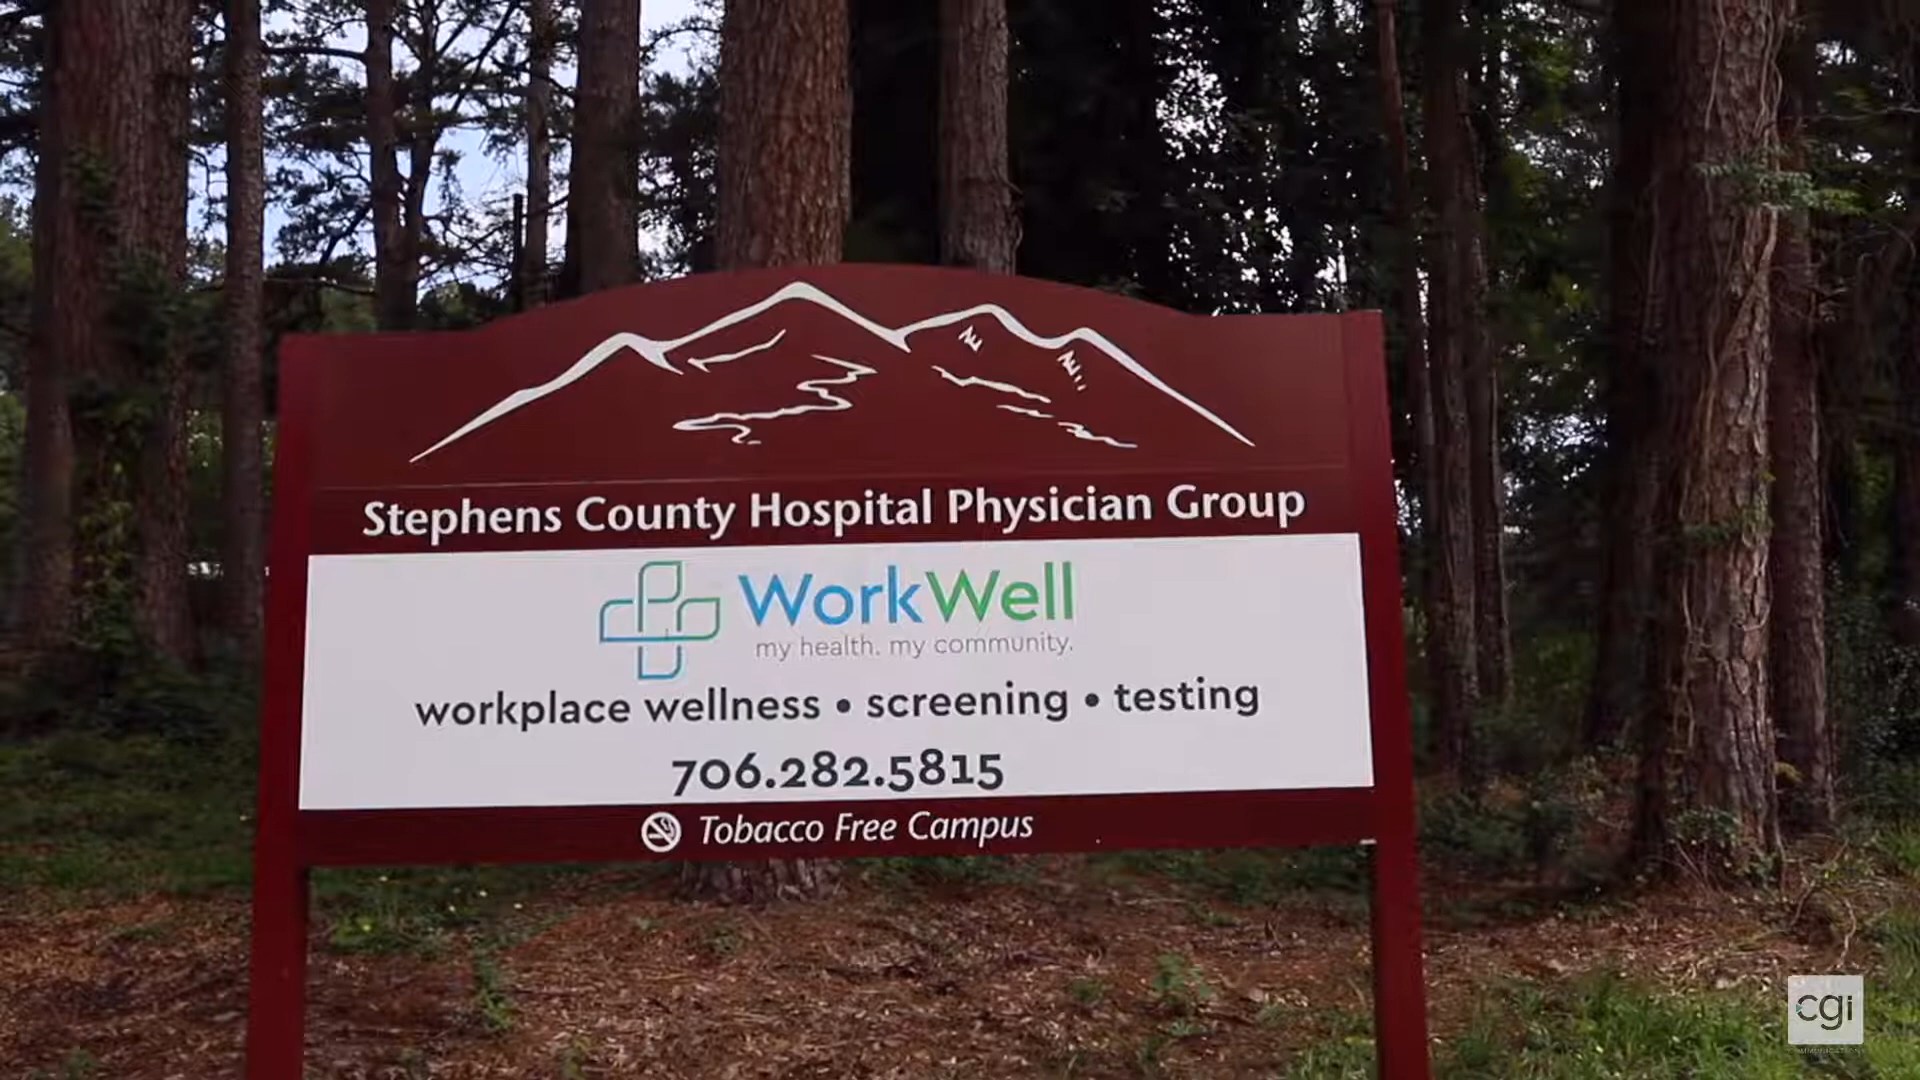 Stephens County Hospital Physician Group
WorkWell
my health. my community.
workplace wellness • screening • testing
706.282.5815
Tobacco Free Campus
cgi